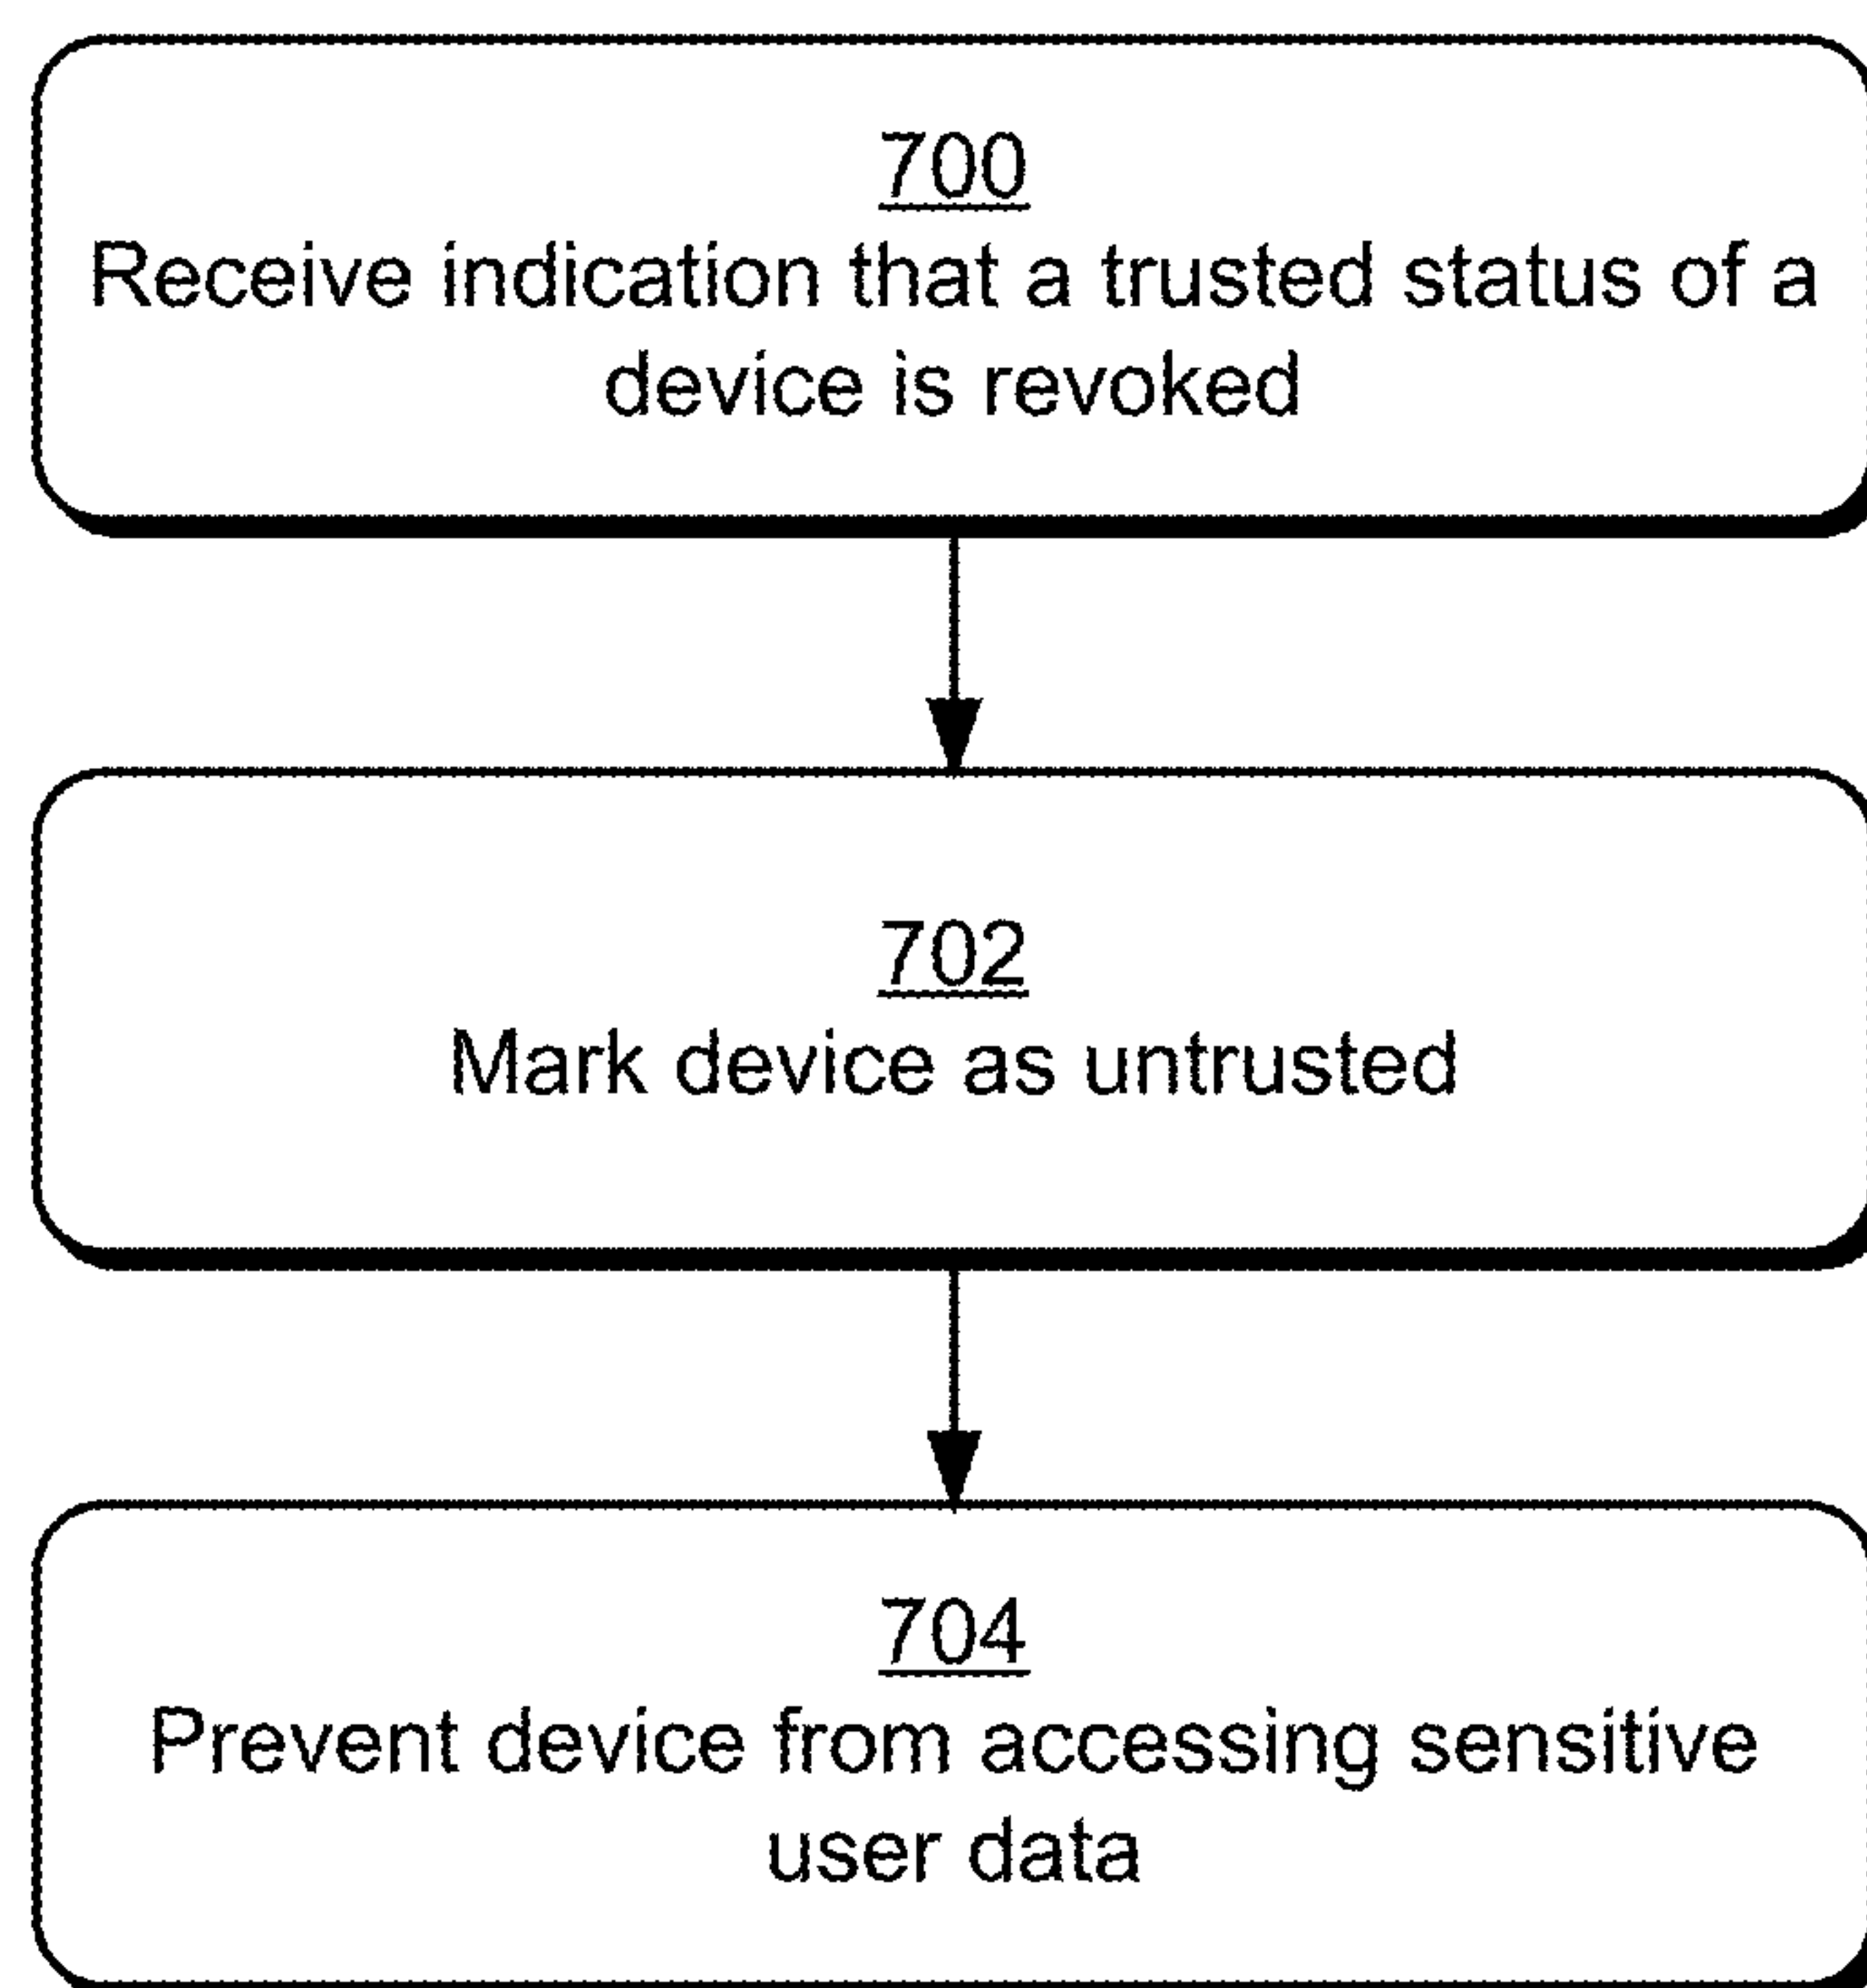 700
Receive indication that a trusted status of a
device is revoked
702
Mark device as untrusted
704
Prevent device from accessing sensitive
user data